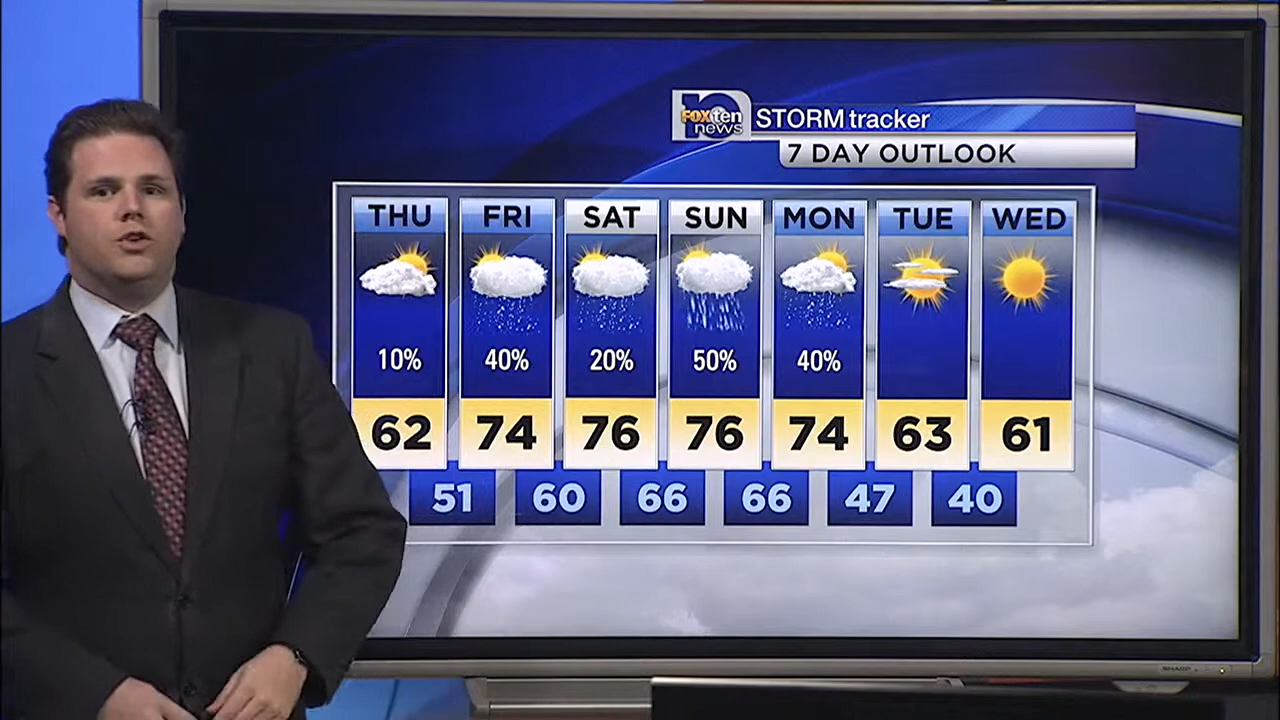 10
FOX ten
news
STORM tracker
7 DAY OUTLOOK
THU FRI SAT SUN MON TUE WED
10% 40% 20% 50% 40%
62 74 76 76 74 63 61
51 60 66 66 47 40
SHARP